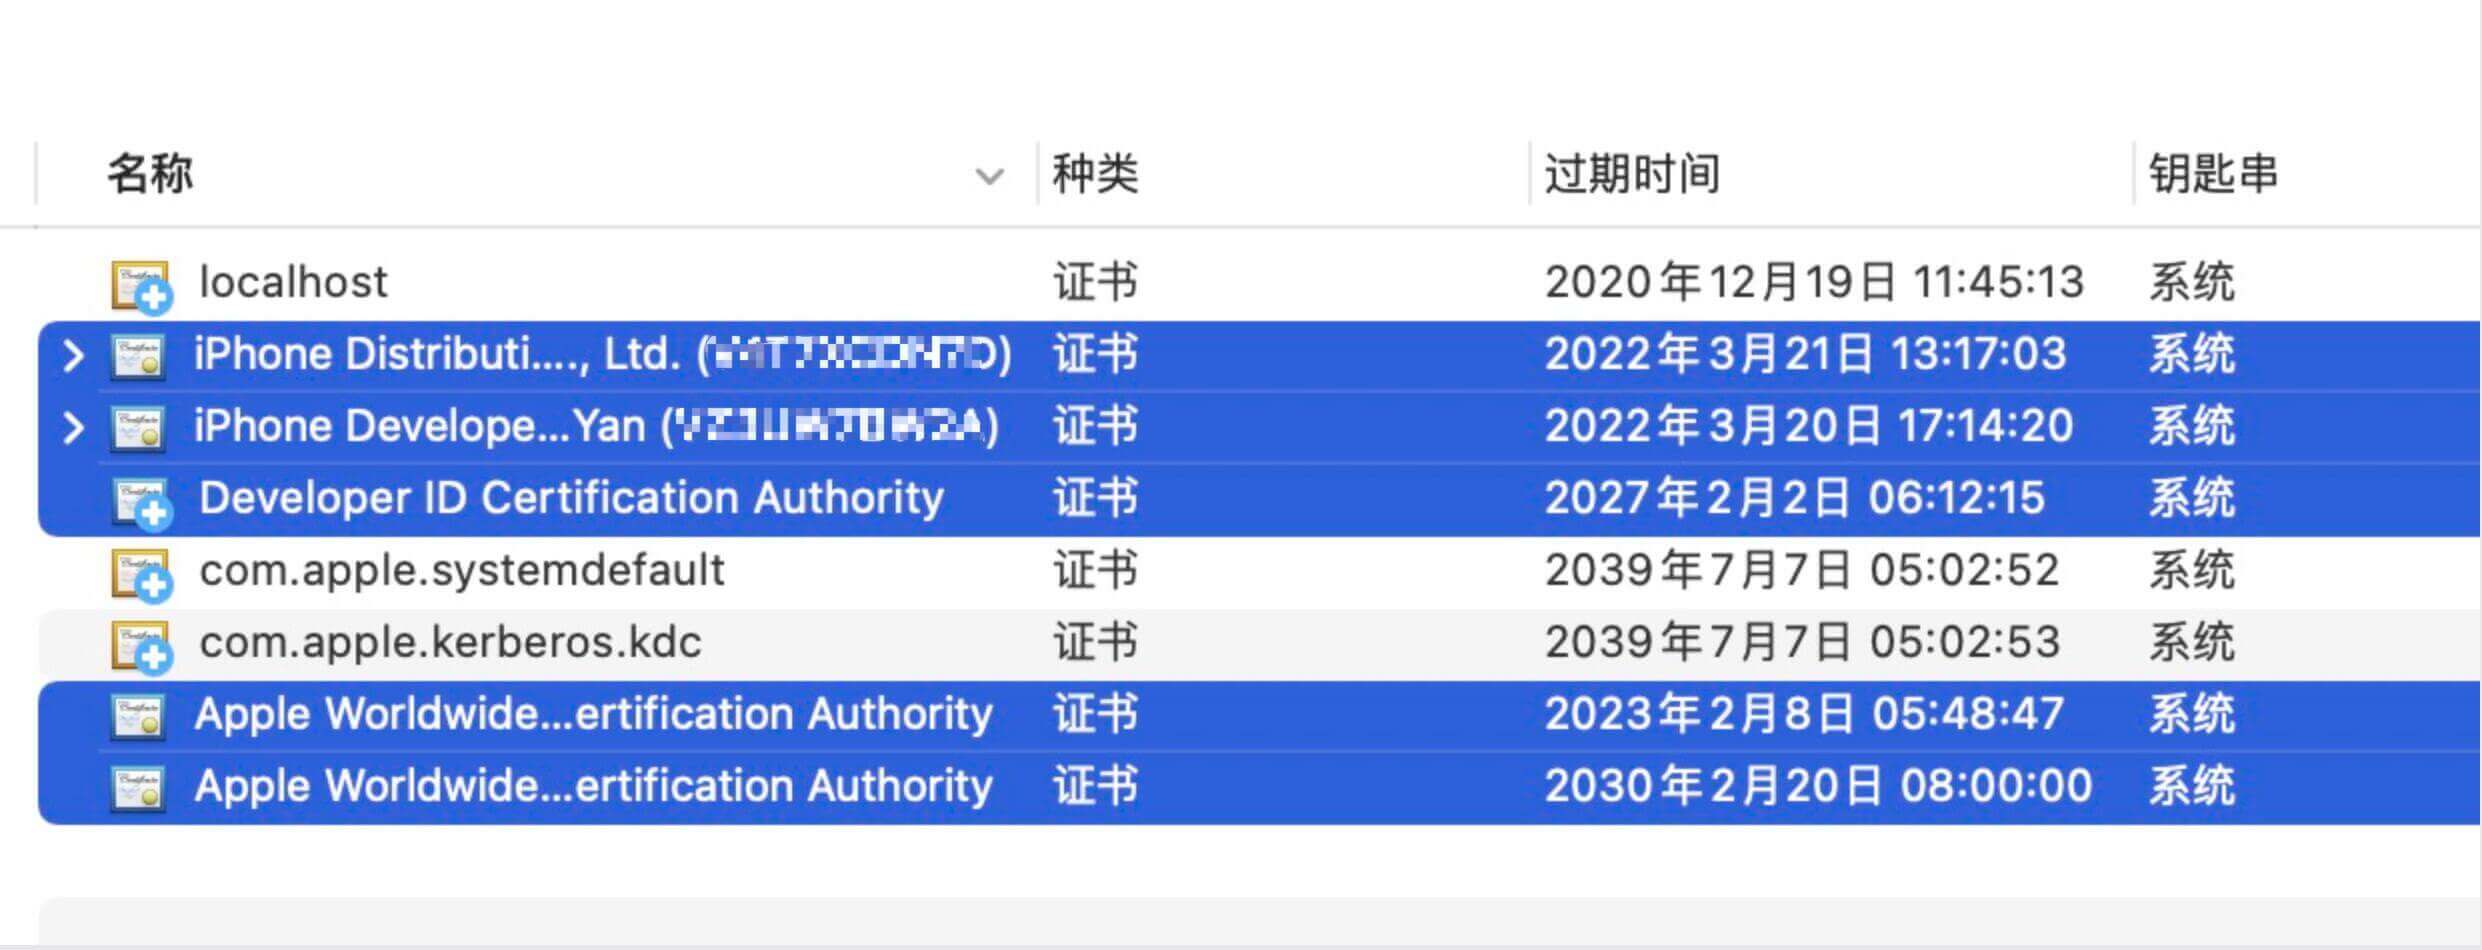 名称 种类 过期时间 钥匙串
localhost 证书 2020年12月19日 11:45:13 系统
iPhone Distributi...., Ltd. ( ) 证书 2022年3月21日 13:17:03 系统
iPhone Develope...Yan ( ) 证书 2022年3月20日 17:14:20 系统
Developer ID Certification Authority 证书 2027年2月2日 06:12:15 系统
com.apple.systemdefault 证书 2039年7月7日 05:02:52 系统
com.apple.kerberos.kdc 证书 2039年7月7日 05:02:53 系统
Apple Worldwide...ertification Authority 证书 2023年2月8日 05:48:47 系统
Apple Worldwide...ertification Authority 证书 2030年2月20日 08:00:00 系统